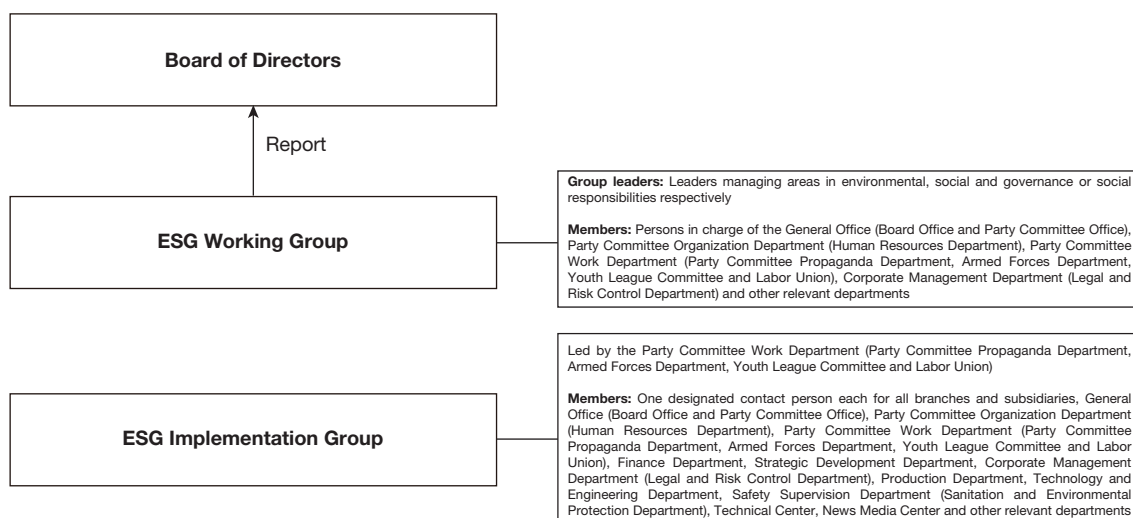 Board of Directors
Report
ESG Working Group
Group leaders: Leaders managing areas in environmental, social and governance or social
responsibilities respectively
Members: Persons in charge of the General Office (Board Office and Party Committee Office),
Party Committee Organization Department (Human Resources Department), Party Committee
Work Department (Party Committee Propaganda Department, Armed Forces Department,
Youth League Committee and Labor Union), Corporate Management Department (Legal and
Risk Control Department) and other relevant departments
ESG Implementation Group
Led by the Party Committee Work Department (Party Committee Propaganda Department,
Armed Forces Department, Youth League Committee and Labor Union)
Members: One designated contact person each for all branches and subsidiaries, General
Office (Board Office and Party Committee Office), Party Committee Organization Department
(Human Resources Department), Party Committee Work Department (Party Committee
Propaganda Department, Armed Forces Department, Youth League Committee and Labor
Union), Finance Department, Strategic Development Department, Corporate Management
Department (Legal and Risk Control Department), Production Department, Technology and
Engineering Department, Safety Supervision Department (Sanitation and Environmental
Protection Department), Technical Center, News Media Center and other relevant departments